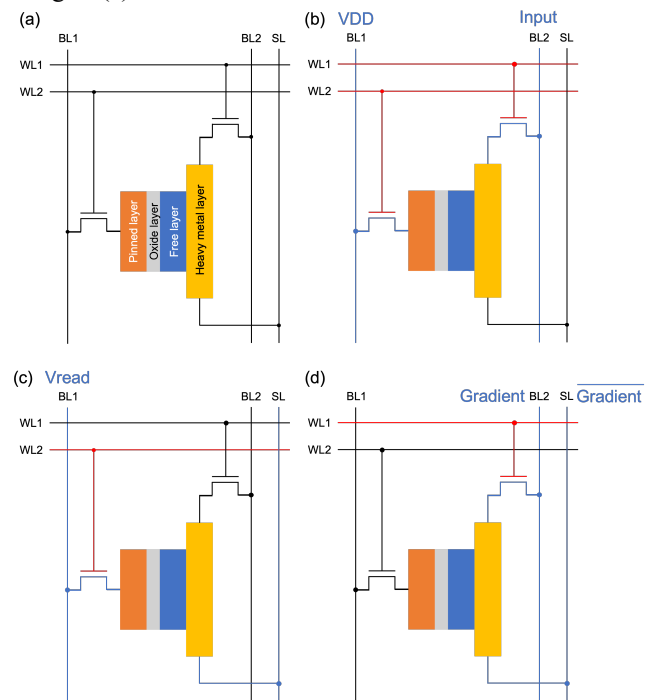 (a)
BL1 BL2 SL
WL1
WL2
Pinned layer
Oxide layer
Free layer
Heavy metal layer
(b) VDD Input
BL1 BL2 SL
WL1
WL2
(c) Vread
BL1 BL2 SL
WL1
WL2
(d)
Gradient BL2 SL Gradient
BL1
WL1
WL2